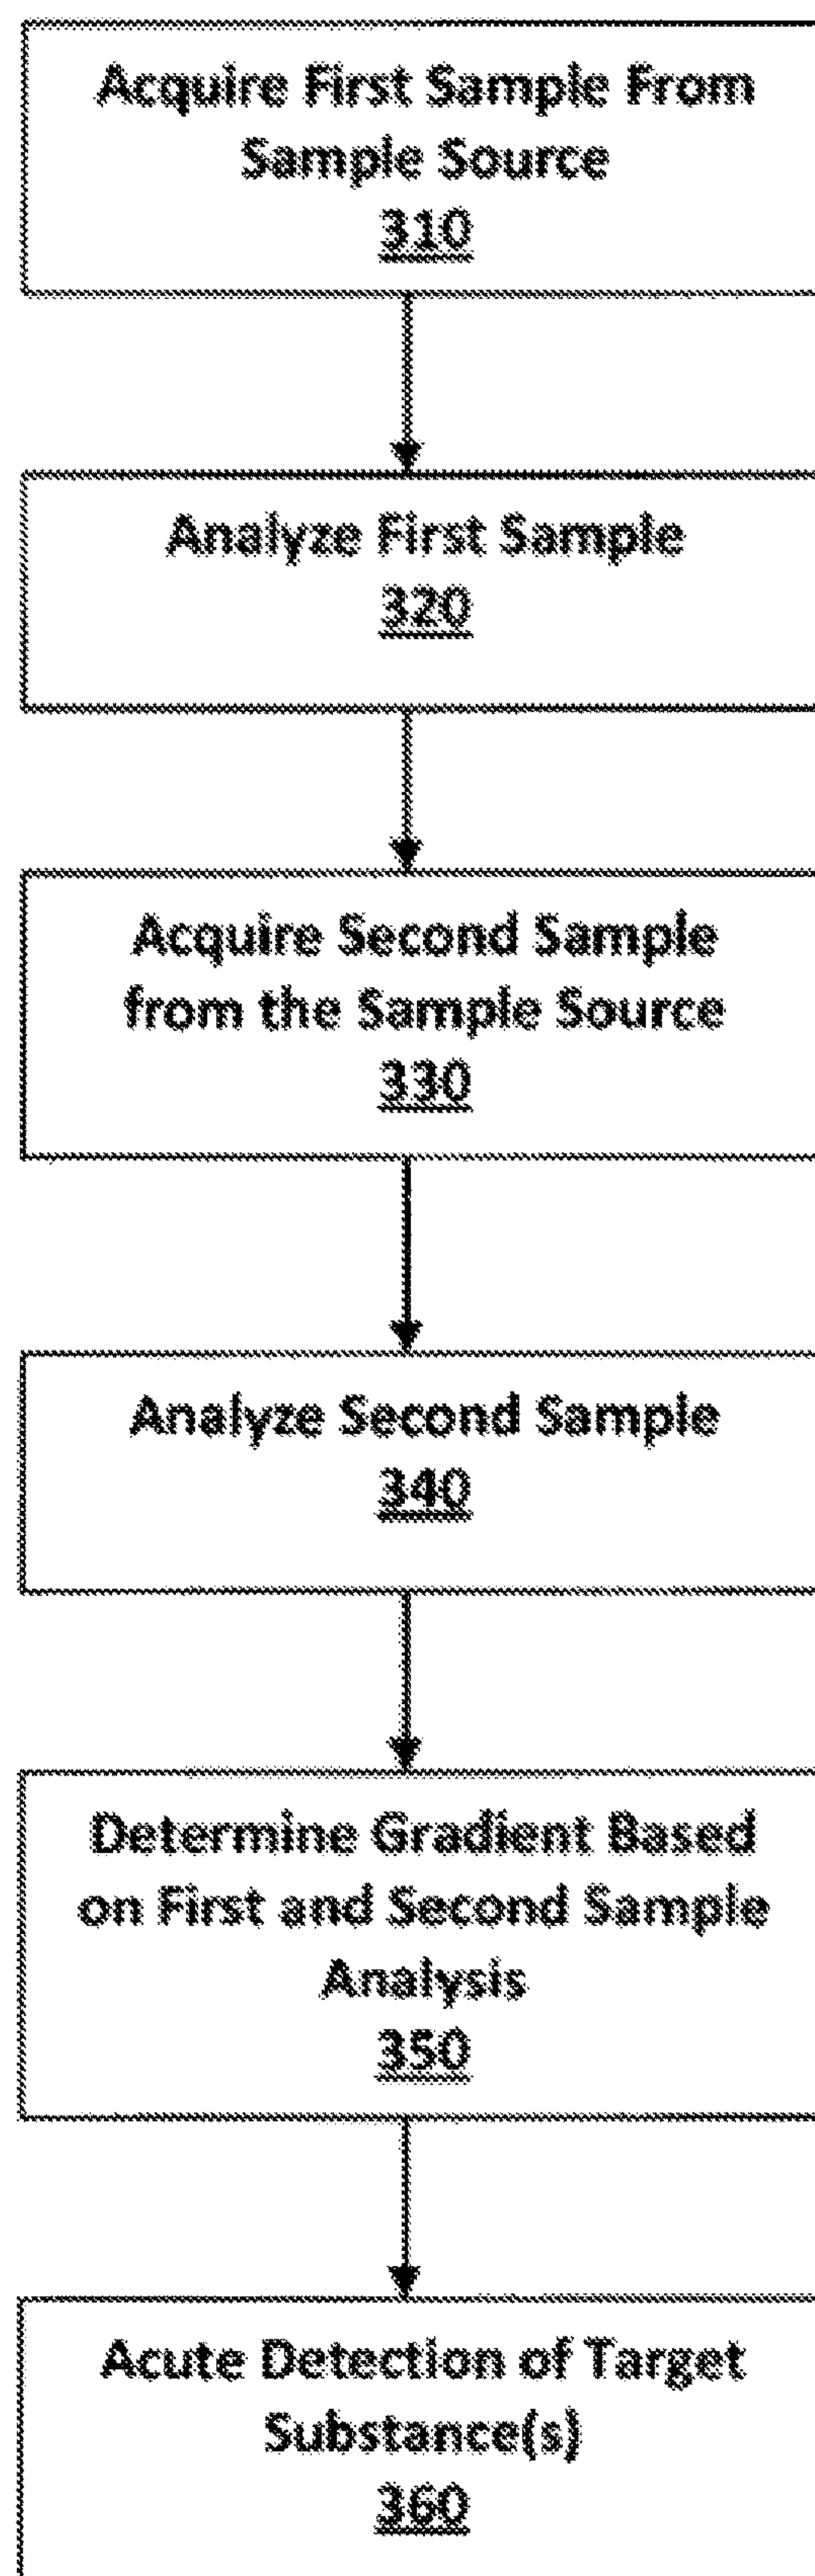 Acquire First Sample From
Sample Source
310
Analyze First Sample
320
Acquire Second Sample
from the Sample Source
330
Analyze Second Sample
340
Determine Gradient Based
on First and Second Sample
Analysis
350
Acute Detection of Target
Substance(s)
360